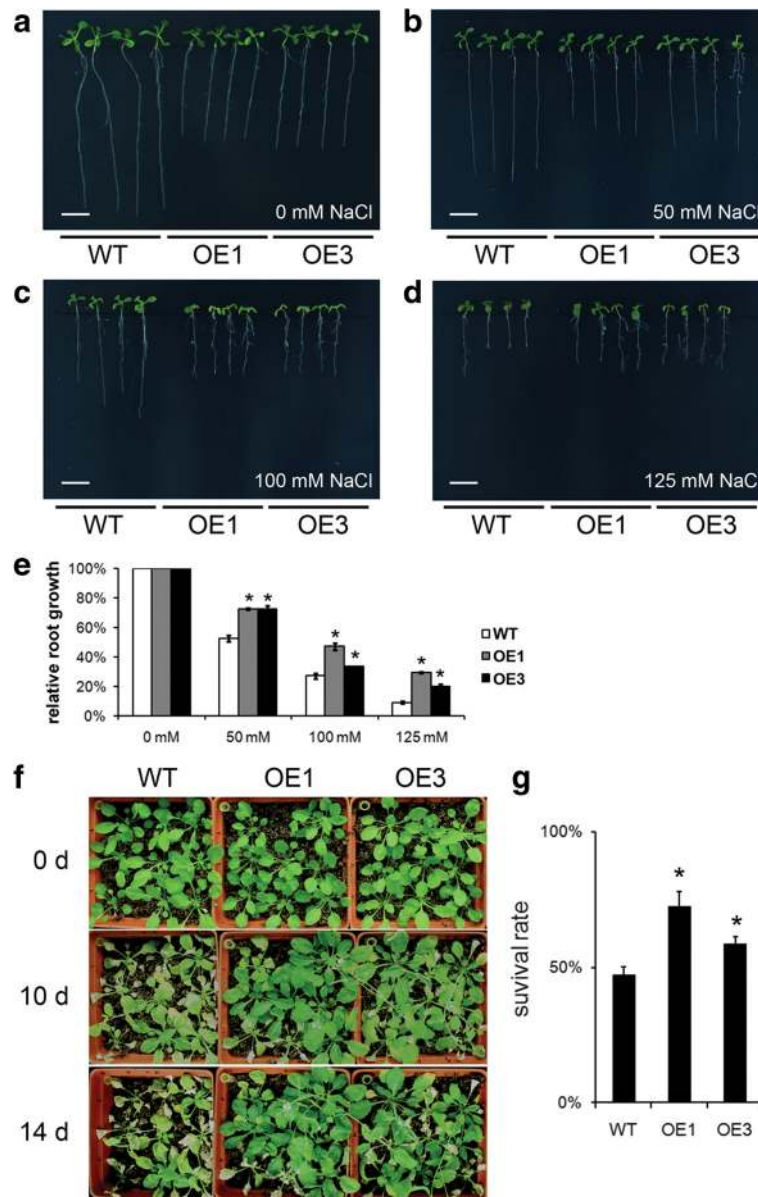 a
0 mM NaCl
WT OE1 OE3
b
50 mM NaCl
WT OE1 OE3
c
100 mM NaCl
WT OE1 OE3
d
125 mM NaCl
WT OE1 OE3
e
relative root growth
100%
80%
60%
40%
20%
0%
* *
* *
* *
0 mM 50 mM 100 mM 125 mM
WT
OE1
OE3
f
WT OE1 OE3
0 d
10 d
14 d
g
suvival rate
100%
50%
0%
* *
WT OE1 OE3